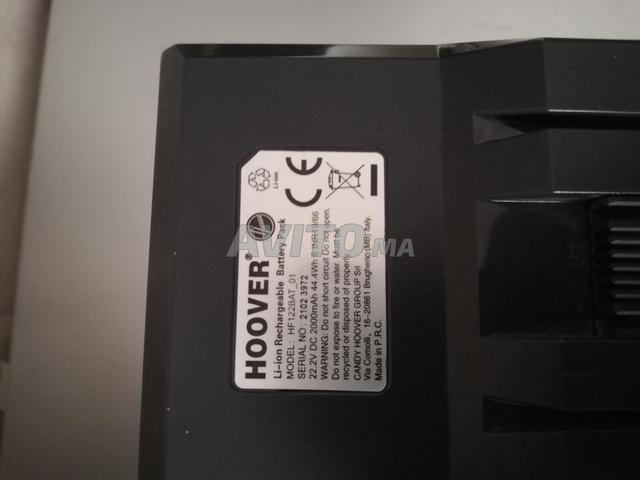 HOOVER®
Li-ion Rechargeable Battery Pack
MODEL: HF122BAT_01
SERIAL NO: 2102 3972
22.2V DC 2000mAh 44.4Wh 6 INR19/66
WARNING: Do not short circuit Do not open.
Do not expose to fire or water. Must be
recycled or disposed of properly.
CANDY HOOVER GROUP Srl
Via Comolli, 16-20861 Brugherio (MB) Italy.
Made in P.R.C.
Li-ion
CE
AVITO.MA